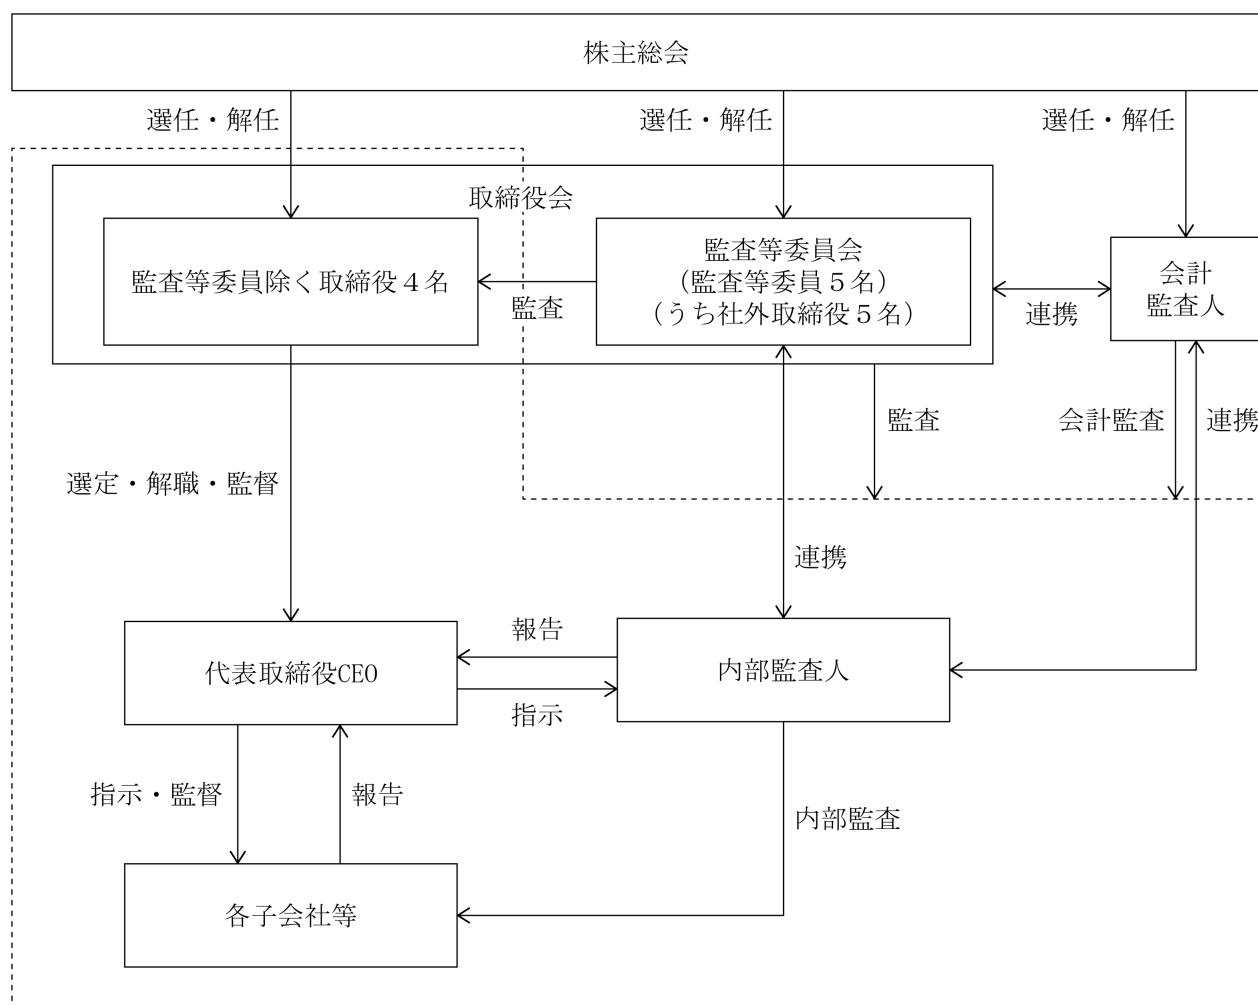 株主総会
選任・解任
選任・解任
選任・解任
取締役会
監査等委員除く取締役４名
監査
監査等委員会
（監査等委員５名）
（うち社外取締役５名）
連携
会計
監査人
選定・解職・監督
監査
会計監査
連携
連携
代表取締役CEO
報告
指示
内部監査人
指示・監督
報告
内部監査
各子会社等